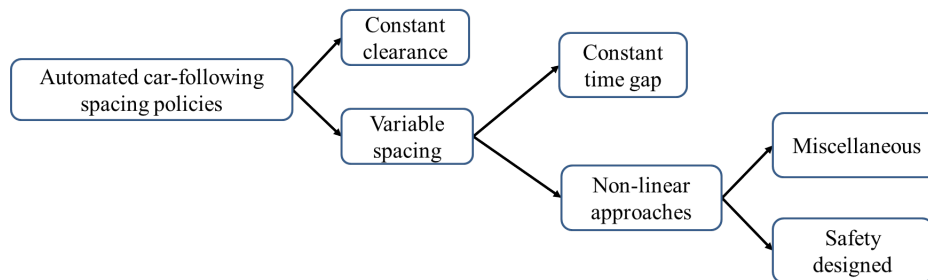 Automated car-following
spacing policies
Constant
clearance
Variable
spacing
Constant
time gap
Non-linear
approaches
Miscellaneous
Safety
designed